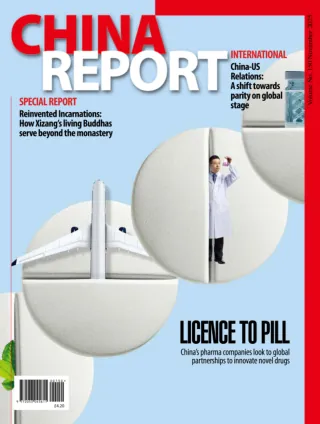 CHINA
REPORT
INTERNATIONAL
China-US
Relations:
A shift towards
parity on global
stage
SPECIAL REPORT
Reinvented Incarnations:
How Xizang's living Buddhas
serve beyond the monastery
LICENCE TO PILL
China's pharma companies look to global
partnerships to innovate novel drugs
£4.20